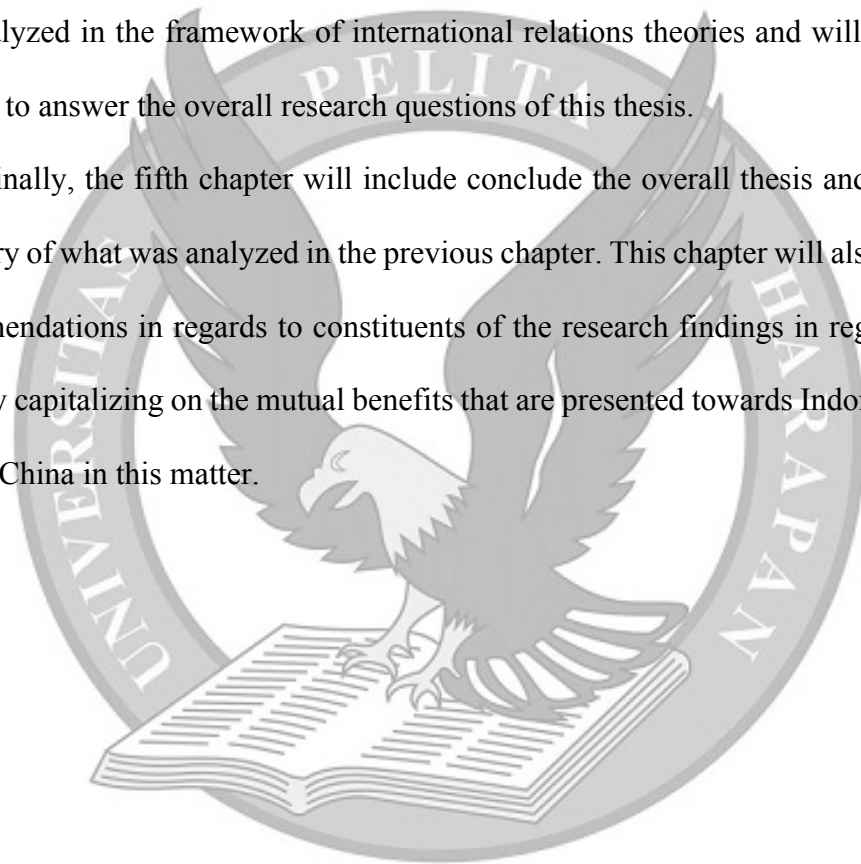 alyzed in the framework of international relations theories and will
to answer the overall research questions of this thesis.
inally, the fifth chapter will include conclude the overall thesis and
ry of what was analyzed in the previous chapter. This chapter will als
endations in regards to constituents of the research findings in reg
y capitalizing on the mutual benefits that are presented towards Indo
China in this matter.
UNIVERSITAS PELITA HARAPAN